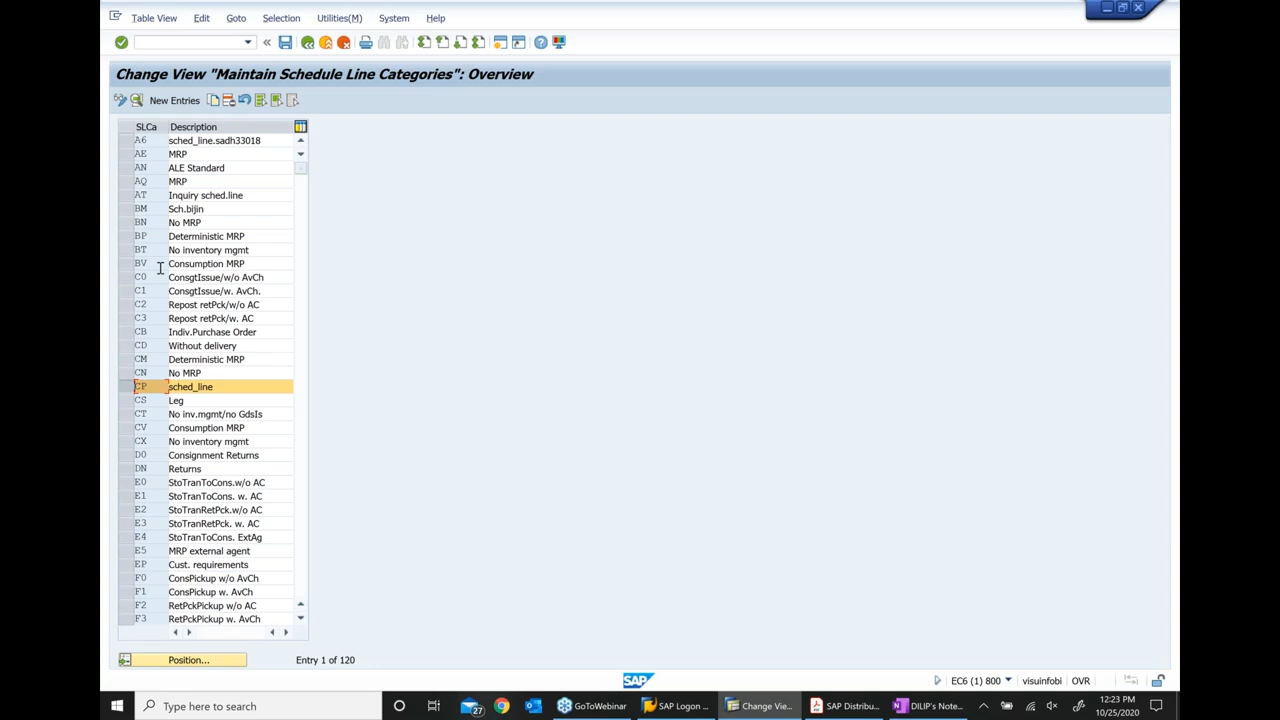 Table View Edit Goto Selection Utilities(M) System Help
Change View "Maintain Schedule Line Categories": Overview
New Entries
SLCa Description
A6 sched_line.sadh33018
AE MRP
AN ALE Standard
AQ MRP
AT Inquiry sched.line
BM Sch.bijin
BN No MRP
BP Deterministic MRP
BT No inventory mgmt
BV Consumption MRP
C0 ConsgtIssue/w/o AvCh
C1 ConsgtIssue/w. AvCh.
C2 Repost retPck/w/o AC
C3 Repost retPck/w. AC
CB Indiv.Purchase Order
CD Without delivery
CM Deterministic MRP
CN No MRP
CP sched_line
CS Leg
CT No inv.mgmt/no GdsIs
CV Consumption MRP
CX No inventory mgmt
D0 Consignment Returns
DN Returns
E0 StoTranToCons.w/o AC
E1 StoTranToCons. w. AC
E2 StoTranRetPck.w/o AC
E3 StoTranRetPck. w. AC
E4 StoTranToCons. ExtAg
E5 MRP external agent
EP Cust. requirements
F0 ConsPickup w/o AvCh
F1 ConsPickup w. AvCh
F2 RetPckPickup w/o AC
F3 RetPckPickup w. AvCh
Position... Entry 1 of 120
SAP EC6 (1) 800 visuinfobi OVR
Type here to search 27 GoToWebinar SAP Logon ... Change Vie... SAP Distribu... DILIP's Note... 12:23 PM
10/25/2020